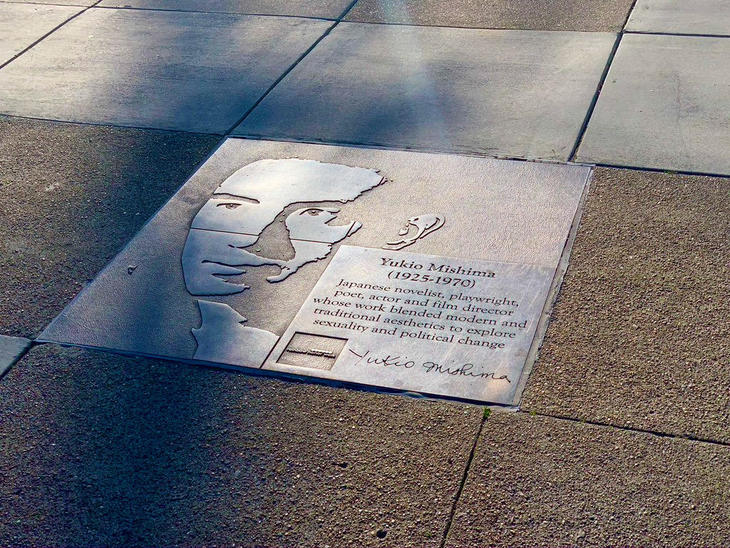 Yukio Mishima
(1925-1970)
Japanese novelist, playwright,
poet, actor and film director
whose work blended modern and
traditional aesthetics to explore
sexuality and political change
Yukio Mishima